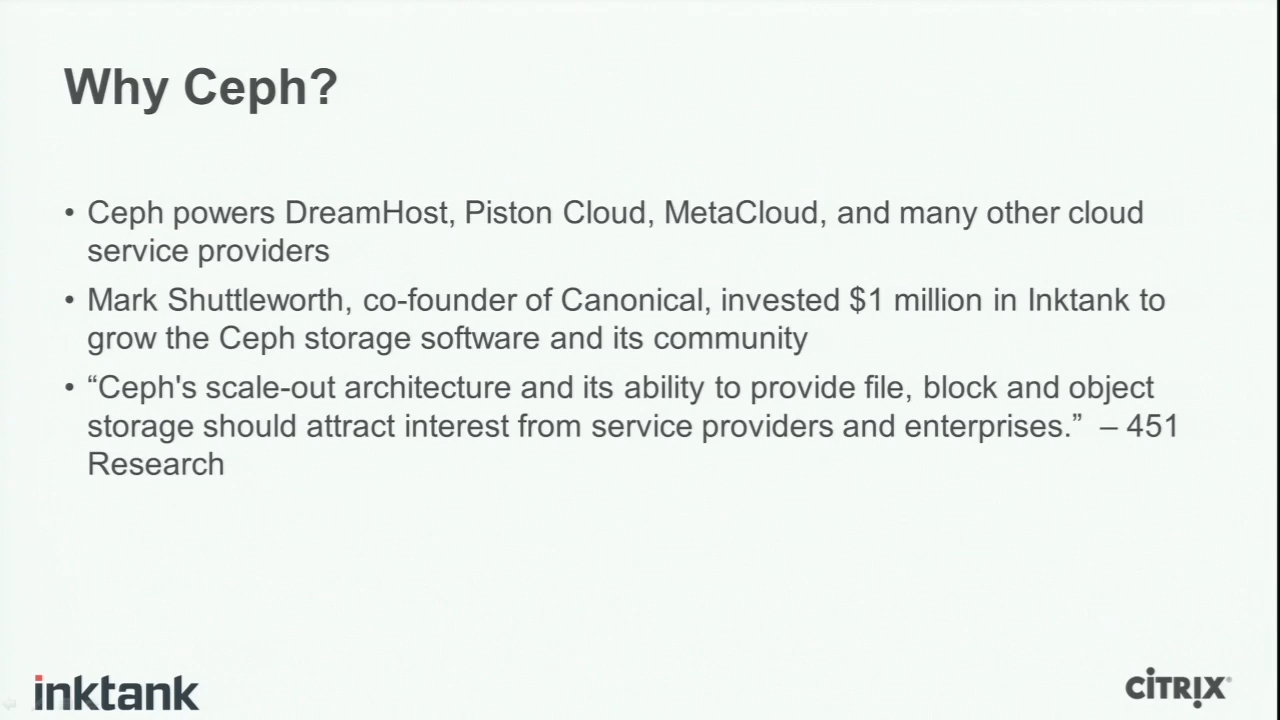 Why Ceph?
• Ceph powers DreamHost, Piston Cloud, MetaCloud, and many other cloud
service providers
• Mark Shuttleworth, co-founder of Canonical, invested $1 million in Inktank to
grow the Ceph storage software and its community
• “Ceph's scale-out architecture and its ability to provide file, block and object
storage should attract interest from service providers and enterprises.” – 451
Research
inktank
CITRIX